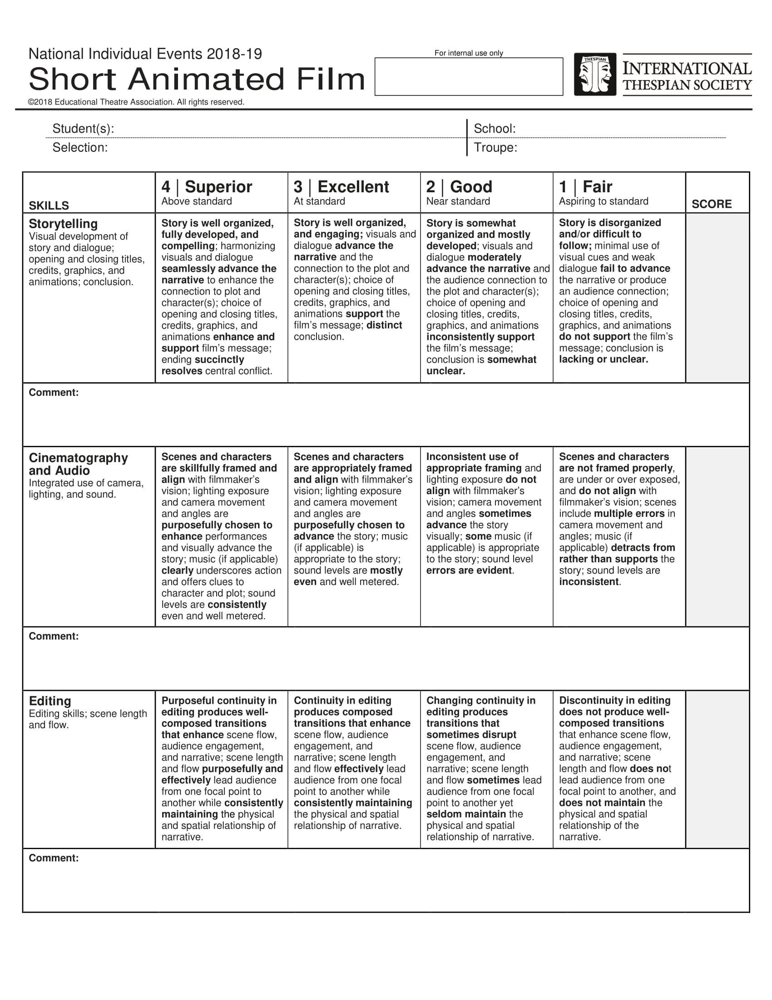 National Individual Events 2018-19
Short Animated Film
©2018 Educational Theatre Association. All rights reserved.
For internal use only
THESPIAN
INTERNATIONAL
THESPIAN SOCIETY
Student(s):
School:
Selection:
Troupe:
SKILLS
4 | Superior
Above standard
3 | Excellent
At standard
2 | Good
Near standard
1 | Fair
Aspiring to standard
SCORE
Storytelling
Visual development of
story and dialogue;
opening and closing titles,
credits, graphics, and
animations; conclusion.
Story is well organized,
fully developed, and
compelling; harmonizing
visuals and dialogue
seamlessly advance the
narrative to enhance the
connection to plot and
character(s); choice of
opening and closing titles,
credits, graphics, and
animations enhance and
support film's message;
ending succinctly
resolves central conflict.
Story is well organized,
and engaging; visuals and
dialogue advance the
narrative and the
connection to the plot and
character(s); choice of
opening and closing titles,
credits, graphics, and
animations support the
film's message; distinct
conclusion.
Story is somewhat
organized and mostly
developed; visuals and
dialogue moderately
advance the narrative and
the audience connection to
the plot and character(s);
choice of opening and
closing titles, credits,
graphics, and animations
inconsistently support
the film's message;
conclusion is somewhat
unclear.
Story is disorganized
and/or difficult to
follow; minimal use of
visual cues and weak
dialogue fail to advance
the narrative or produce
an audience connection;
choice of opening and
closing titles, credits,
graphics, and animations
do not support the film's
message; conclusion is
lacking or unclear.
Comment:
Cinematography
and Audio
Integrated use of camera,
lighting, and sound.
Scenes and characters
are skillfully framed and
align with filmmaker's
vision; lighting exposure
and camera movement
and angles are
purposefully chosen to
enhance performances
and visually advance the
story; music (if applicable)
clearly underscores action
and offers clues to
character and plot; sound
levels are consistently
even and well metered.
Scenes and characters
are appropriately framed
and align with filmmaker's
vision; lighting exposure
and camera movement
and angles are
purposefully chosen to
advance the story; music
(if applicable) is
appropriate to the story;
sound levels are mostly
even and well metered.
Inconsistent use of
appropriate framing and
lighting exposure do not
align with filmmaker's
vision; camera movement
and angles sometimes
advance the story
visually; some music (if
applicable) is appropriate
to the story; sound level
errors are evident.
Scenes and characters
are not framed properly,
are under or over exposed,
and do not align with
filmmaker's vision; scenes
include multiple errors in
camera movement and
angles; music (if
applicable) detracts from
rather than supports the
story; sound levels are
inconsistent.
Comment:
Editing
Editing skills; scene length
and flow.
Purposeful continuity in
editing produces well-
composed transitions
that enhance scene flow,
audience engagement,
and narrative; scene length
and flow purposefully and
effectively lead audience
from one focal point to
another while consistently
maintaining the physical
and spatial relationship of
narrative.
Continuity in editing
produces composed
transitions that enhance
scene flow, audience
engagement, and
narrative; scene length
and flow effectively lead
audience from one focal
point to another while
consistently maintaining
the physical and spatial
relationship of narrative.
Changing continuity in
editing produces
transitions that
sometimes disrupt
scene flow, audience
engagement, and
narrative; scene length
and flow sometimes lead
audience from one focal
point to another yet
seldom maintain the
physical and spatial
relationship of narrative.
Discontinuity in editing
does not produce well-
composed transitions
that enhance scene flow,
audience engagement,
and narrative; scene
length and flow does not
lead audience from one
focal point to another, and
does not maintain the
physical and spatial
relationship of the
narrative.
Comment: